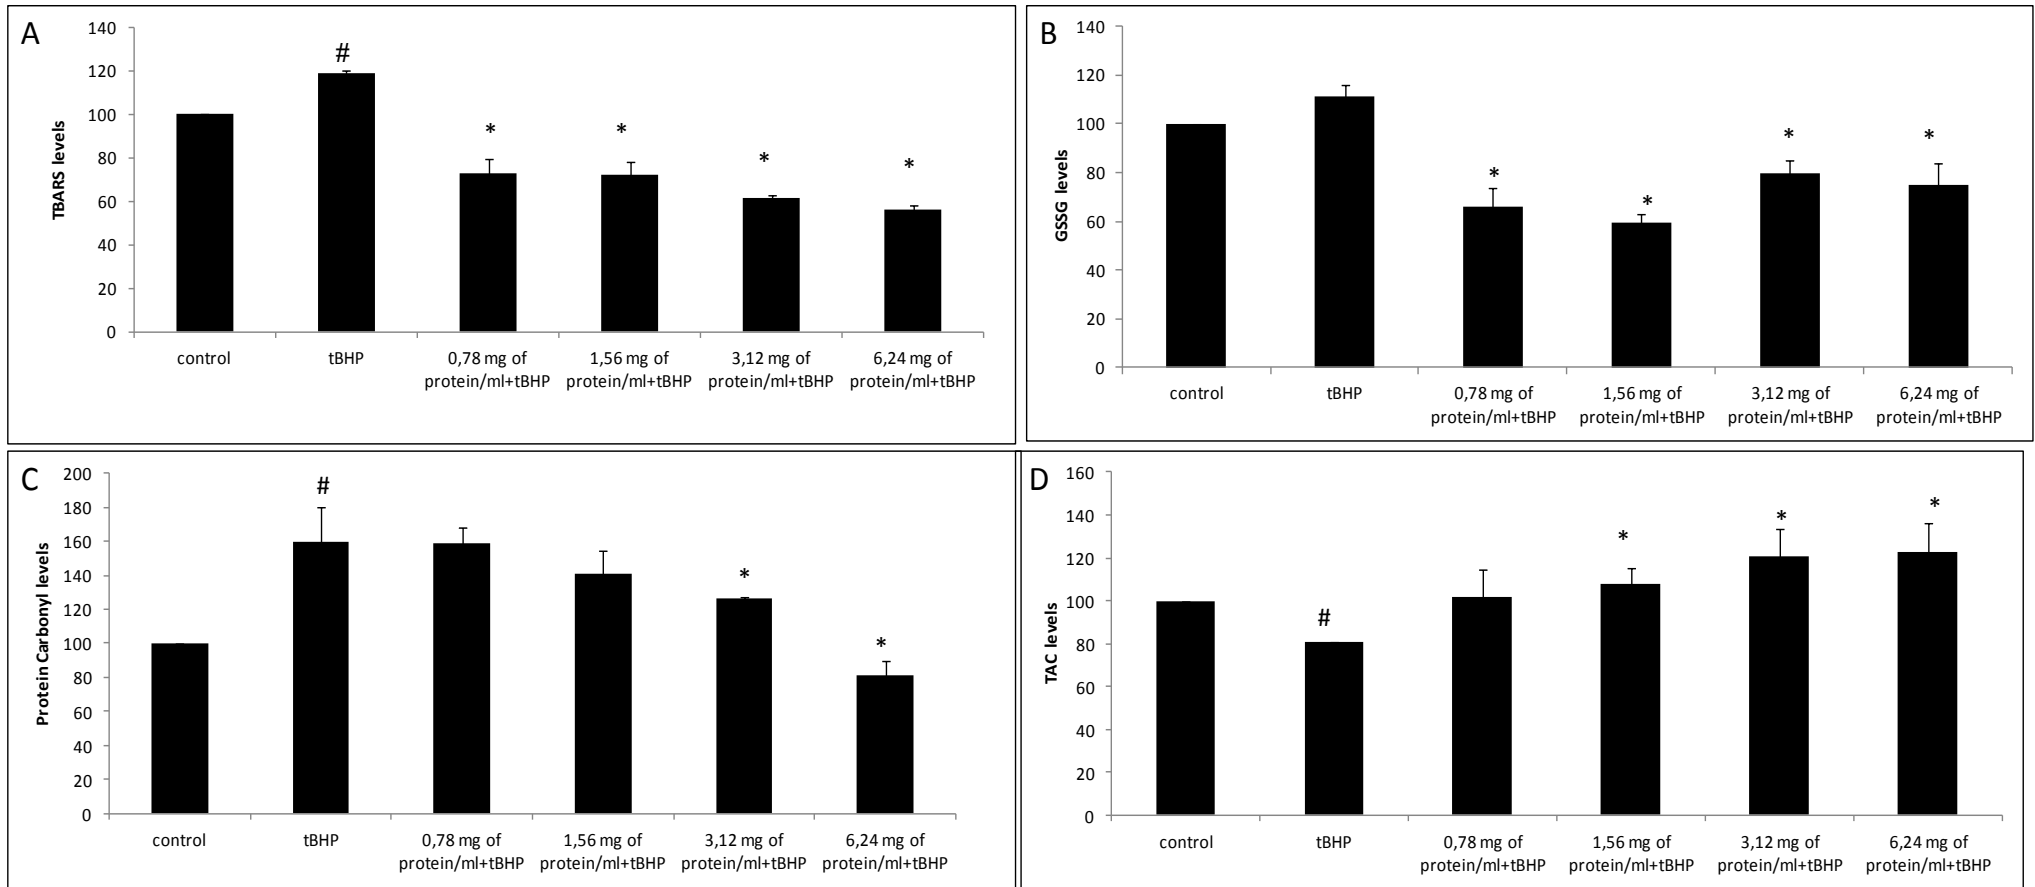 A
140
120
100
80
60
40
20
0
TBARS levels
#
*
*
*
*
control
tBHP
0,78 mg of
protein/ml+tBHP
1,56 mg of
protein/ml+tBHP
3,12 mg of
protein/ml+tBHP
6,24 mg of
protein/ml+tBHP
B
140
120
100
80
60
40
20
0
GSSG levels
*
*
*
*
control
tBHP
0,78 mg of
protein/ml+tBHP
1,56 mg of
protein/ml+tBHP
3,12 mg of
protein/ml+tBHP
6,24 mg of
protein/ml+tBHP
C
200
180
160
140
120
100
80
60
40
20
0
Protein Carbonyl levels
#
*
*
control
tBHP
0,78 mg of
protein/ml+tBHP
1,56 mg of
protein/ml+tBHP
3,12 mg of
protein/ml+tBHP
6,24 mg of
protein/ml+tBHP
D
160
140
120
100
80
60
40
20
0
TAC levels
#
*
*
*
control
tBHP
0,78 mg of
protein/ml+tBHP
1,56 mg of
protein/ml+tBHP
3,12 mg of
protein/ml+tBHP
6,24 mg of
protein/ml+tBHP